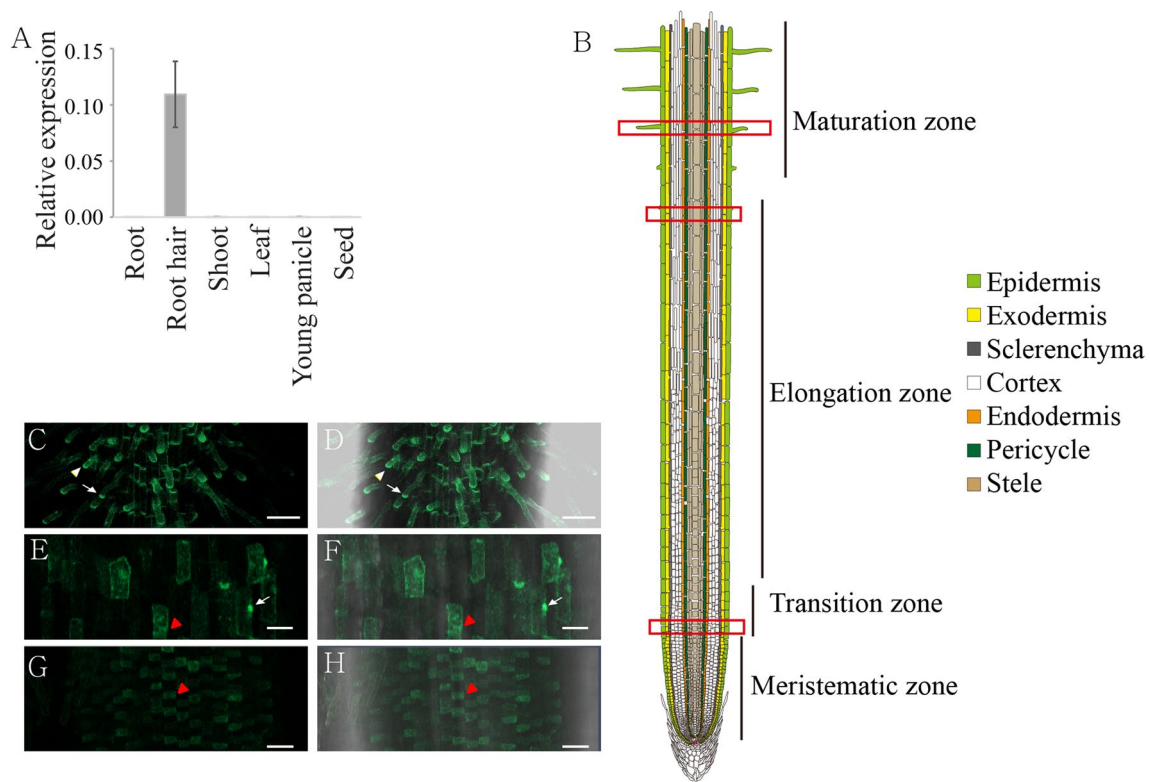 A
Relative expression
0.15
0.10
0.05
0.00
Root
Root hair
Shoot
Leaf
Young panicle
Seed
B
Maturation zone
Elongation zone
Transition zone
Meristematic zone
Epidermis
Exodermis
Sclerenchyma
Cortex
Endodermis
Pericycle
Stele
C
D
E
F
G
H